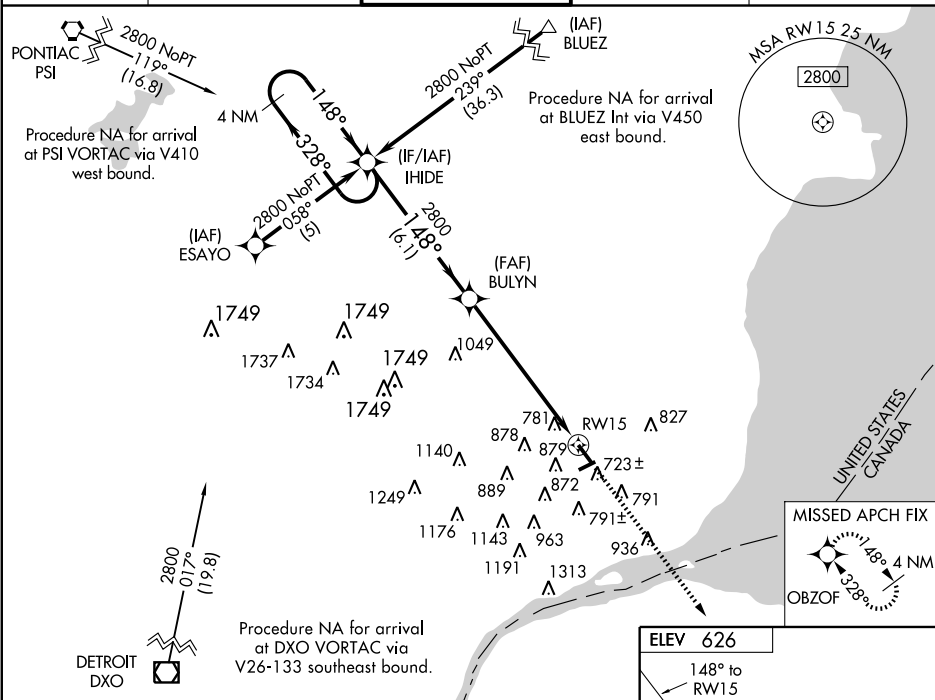 PONTIAC
PSI
2800 NoPT
119°
(16.8)
Procedure NA for arrival
at PSI VORTAC via V410
west bound.
4 NM
148°
328°
2800 NoPT
239°
(36.3)
(IAF)
BLUEZ
Procedure NA for arrival
at BLUEZ Int via V450
east bound.
MSA RW15 25 NM
2800
(IF/IAF)
IHIDE
2800 NoPT
058°
(5)
(IAF)
ESAYO
2800
148°
(6.1)
(FAF)
BULYN
1749
1749
1737
1734
1749
1749
1049
781
RW15
827
878
879
723±
1140
889
872
791
1249
791±
1176
1143
963
936
1191
1313
UNITED STATES
CANADA
MISSED APCH FIX
148°
4 NM
328°
OBZOF
2800
017°
(19.8)
DETROIT
DXO
Procedure NA for arrival
at DXO VORTAC via
V26-133 southeast bound.
ELEV 626
148° to
RW15